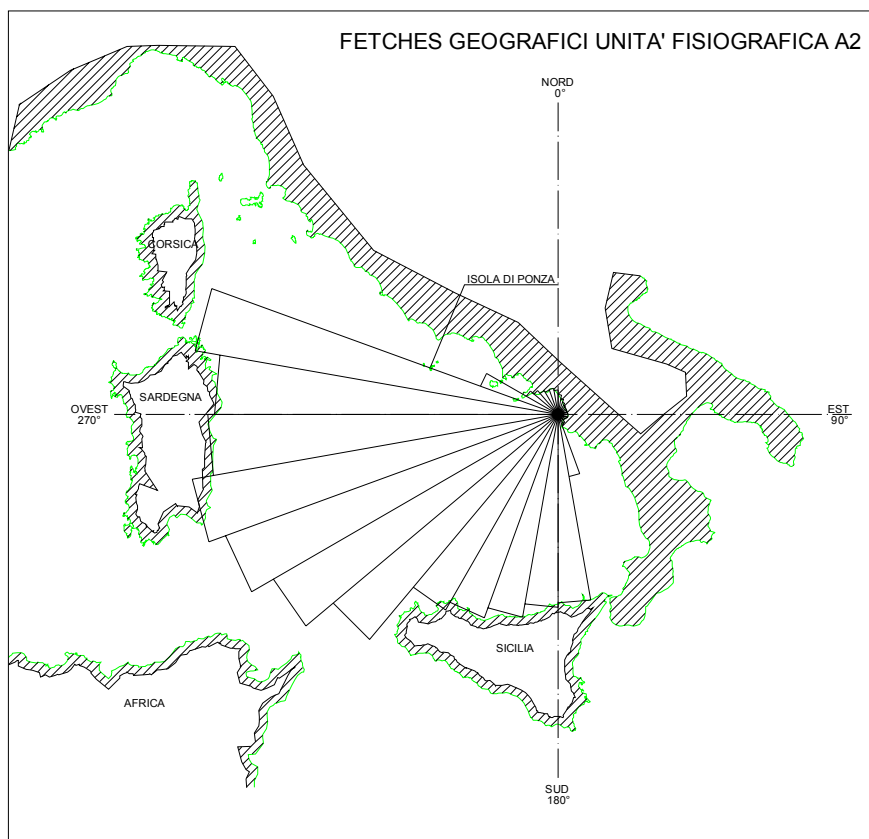 FETCHES GEOGRAFICI UNITA' FISIOGRAFICA A2
NORD
0°
CORSICA
ISOLA DI PONZA
SARDEGNA
OVEST
270°
EST
90°
SICILIA
AFRICA
SUD
180°